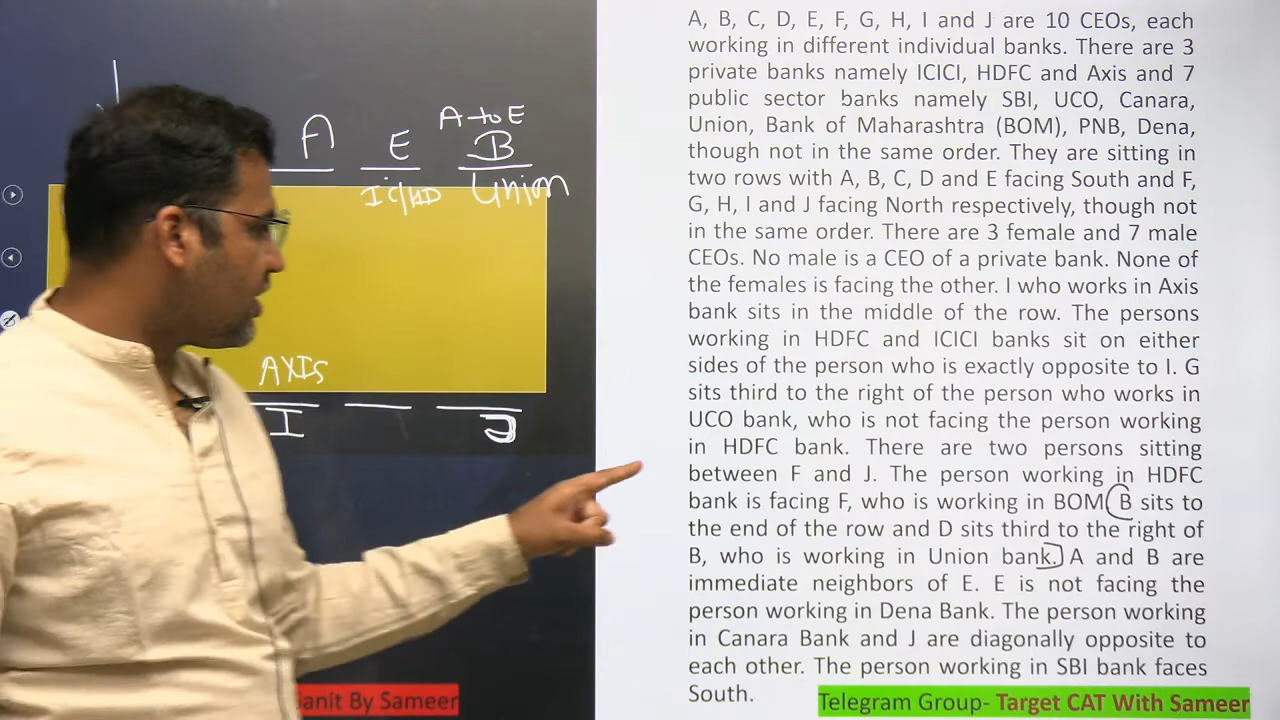 A to E
A E B
IC/HD Union
AXIS
I J
A, B, C, D, E, F, G, H, I and J are 10 CEOs, each
working in different individual banks. There are 3
private banks namely ICICI, HDFC and Axis and 7
public sector banks namely SBI, UCO, Canara,
Union, Bank of Maharashtra (BOM), PNB, Dena,
though not in the same order. They are sitting in
two rows with A, B, C, D and E facing South and F,
G, H, I and J facing North respectively, though not
in the same order. There are 3 female and 7 male
CEOs. No male is a CEO of a private bank. None of
the females is facing the other. I who works in Axis
bank sits in the middle of the row. The persons
working in HDFC and ICICI banks sit on either
sides of the person who is exactly opposite to I. G
sits third to the right of the person who works in
UCO bank, who is not facing the person working
in HDFC bank. There are two persons sitting
between F and J. The person working in HDFC
bank is facing F, who is working in BOM. B sits to
the end of the row and D sits third to the right of
B, who is working in Union bank. A and B are
immediate neighbors of E. E is not facing the
person working in Dena Bank. The person working
in Canara Bank and J are diagonally opposite to
each other. The person working in SBI bank faces
South.
anit By Sameer
Telegram Group- Target CAT With Sameer